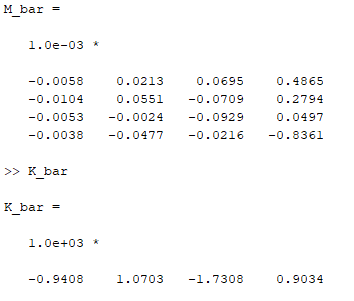 M_bar =
1.0e-03 *
-0.0058 0.0213 0.0695 0.4865
-0.0104 0.0551 -0.0709 0.2794
-0.0053 -0.0024 -0.0929 0.0497
-0.0038 -0.0477 -0.0216 -0.8361
>> K_bar
K_bar =
1.0e+03 *
-0.9408 1.0703 -1.7308 0.9034